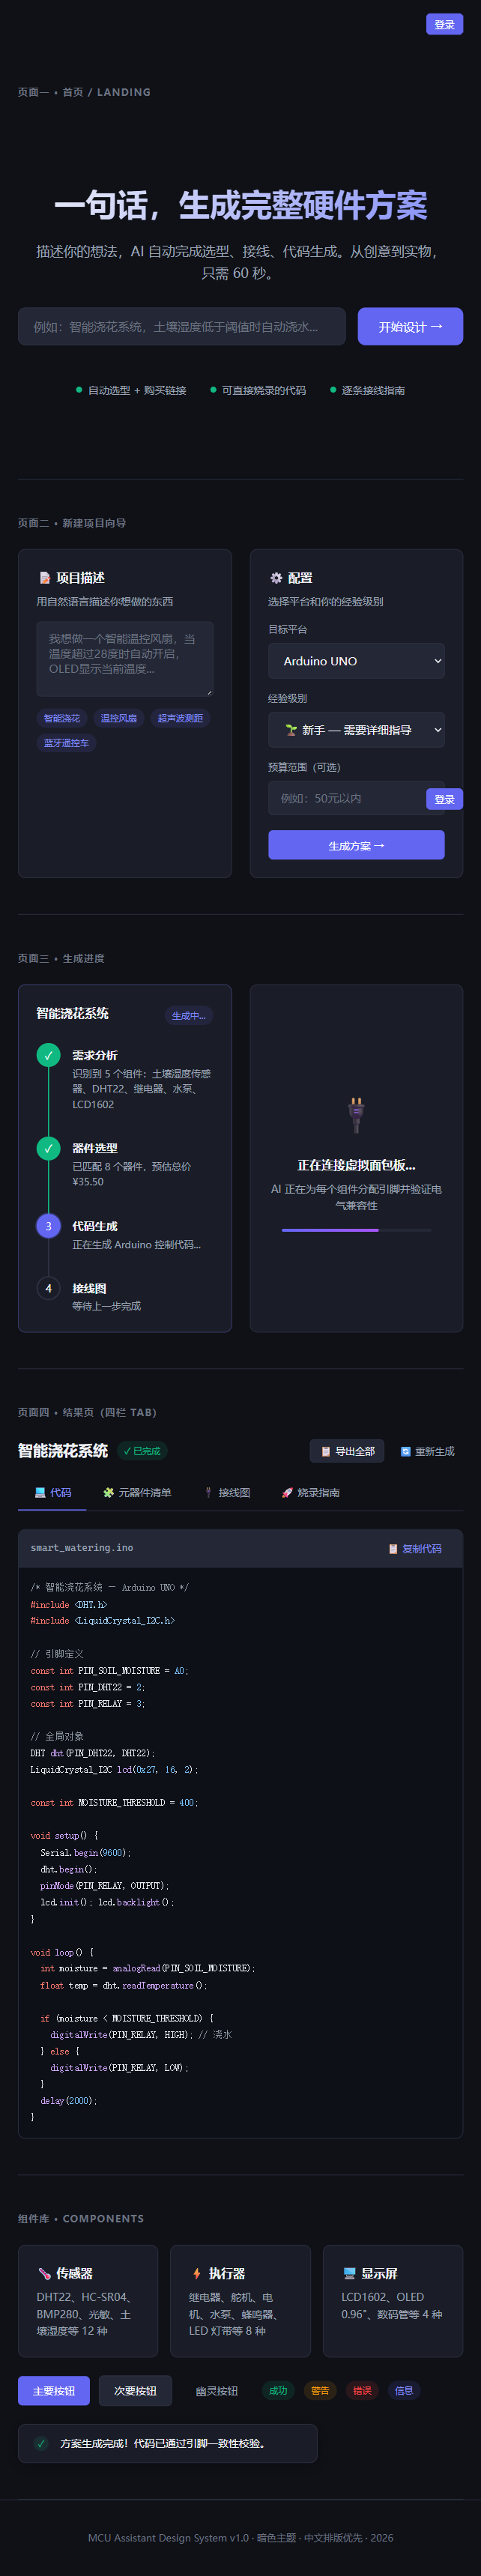 登录
页面一 • 首页 / LANDING
一句话，生成完整硬件方案
描述你的想法，AI 自动完成选型、接线、代码生成。从创意到实物，
只需 60 秒。
例如：智能浇花系统，土壤湿度低于阈值时自动浇水...
开始设计 →
自动选型 + 购买链接
可直接烧录的代码
逐条接线指南
页面二 • 新建项目向导
项目描述
用自然语言描述你想做的东西
我想做一个智能温控风扇，当
温度超过28度时自动开启，
OLED显示当前温度...
智能浇花
温控风扇
超声波测距
蓝牙遥控车
配置
选择平台和你的经验级别
目标平台
Arduino UNO
经验级别
新手 — 需要详细指导
预算范围（可选）
例如：50元以内
登录
生成方案 →
页面三 • 生成进度
智能浇花系统
生成中...
✓
需求分析
识别到 5 个组件：土壤湿度传感
器、DHT22、继电器、水泵、
LCD1602
✓
器件选型
已匹配 8 个器件，预估总价
¥35.50
3
代码生成
正在生成 Arduino 控制代码...
4
接线图
等待上一步完成
正在连接虚拟面包板...
AI 正在为每个组件分配引脚并验证电
气兼容性
页面四 • 结果页（四栏 TAB）
智能浇花系统
✓ 已完成
导出全部
重新生成
代码
元器件清单
接线图
烧录指南
smart_watering.ino
复制代码
/* 智能浇花系统 — Arduino UNO */
#include <DHT.h>
#include <LiquidCrystal_I2C.h>
// 引脚定义
const int PIN_SOIL_MOISTURE = A0;
const int PIN_DHT22 = 2;
const int PIN_RELAY = 3;
// 全局对象
DHT dht(PIN_DHT22, DHT22);
LiquidCrystal_I2C lcd(0x27, 16, 2);
const int MOISTURE_THRESHOLD = 400;
void setup() {
Serial.begin(9600);
dht.begin();
pinMode(PIN_RELAY, OUTPUT);
lcd.init(); lcd.backlight();
}
void loop() {
int moisture = analogRead(PIN_SOIL_MOISTURE);
float temp = dht.readTemperature();
if (moisture < MOISTURE_THRESHOLD) {
digitalWrite(PIN_RELAY, HIGH); // 浇水
} else {
digitalWrite(PIN_RELAY, LOW);
}
delay(2000);
}
组件库 • COMPONENTS
传感器
DHT22、HC-SR04、
BMP280、光敏、土
壤湿度等 12 种
执行器
继电器、舵机、电
机、水泵、蜂鸣器、
LED 灯带等 8 种
显示屏
LCD1602、OLED
0.96"、数码管等 4 种
主要按钮
次要按钮
幽灵按钮
成功
警告
错误
信息
✓
方案生成完成！代码已通过引脚一致性校验。
MCU Assistant Design System v1.0 · 暗色主题 · 中文排版优先 · 2026